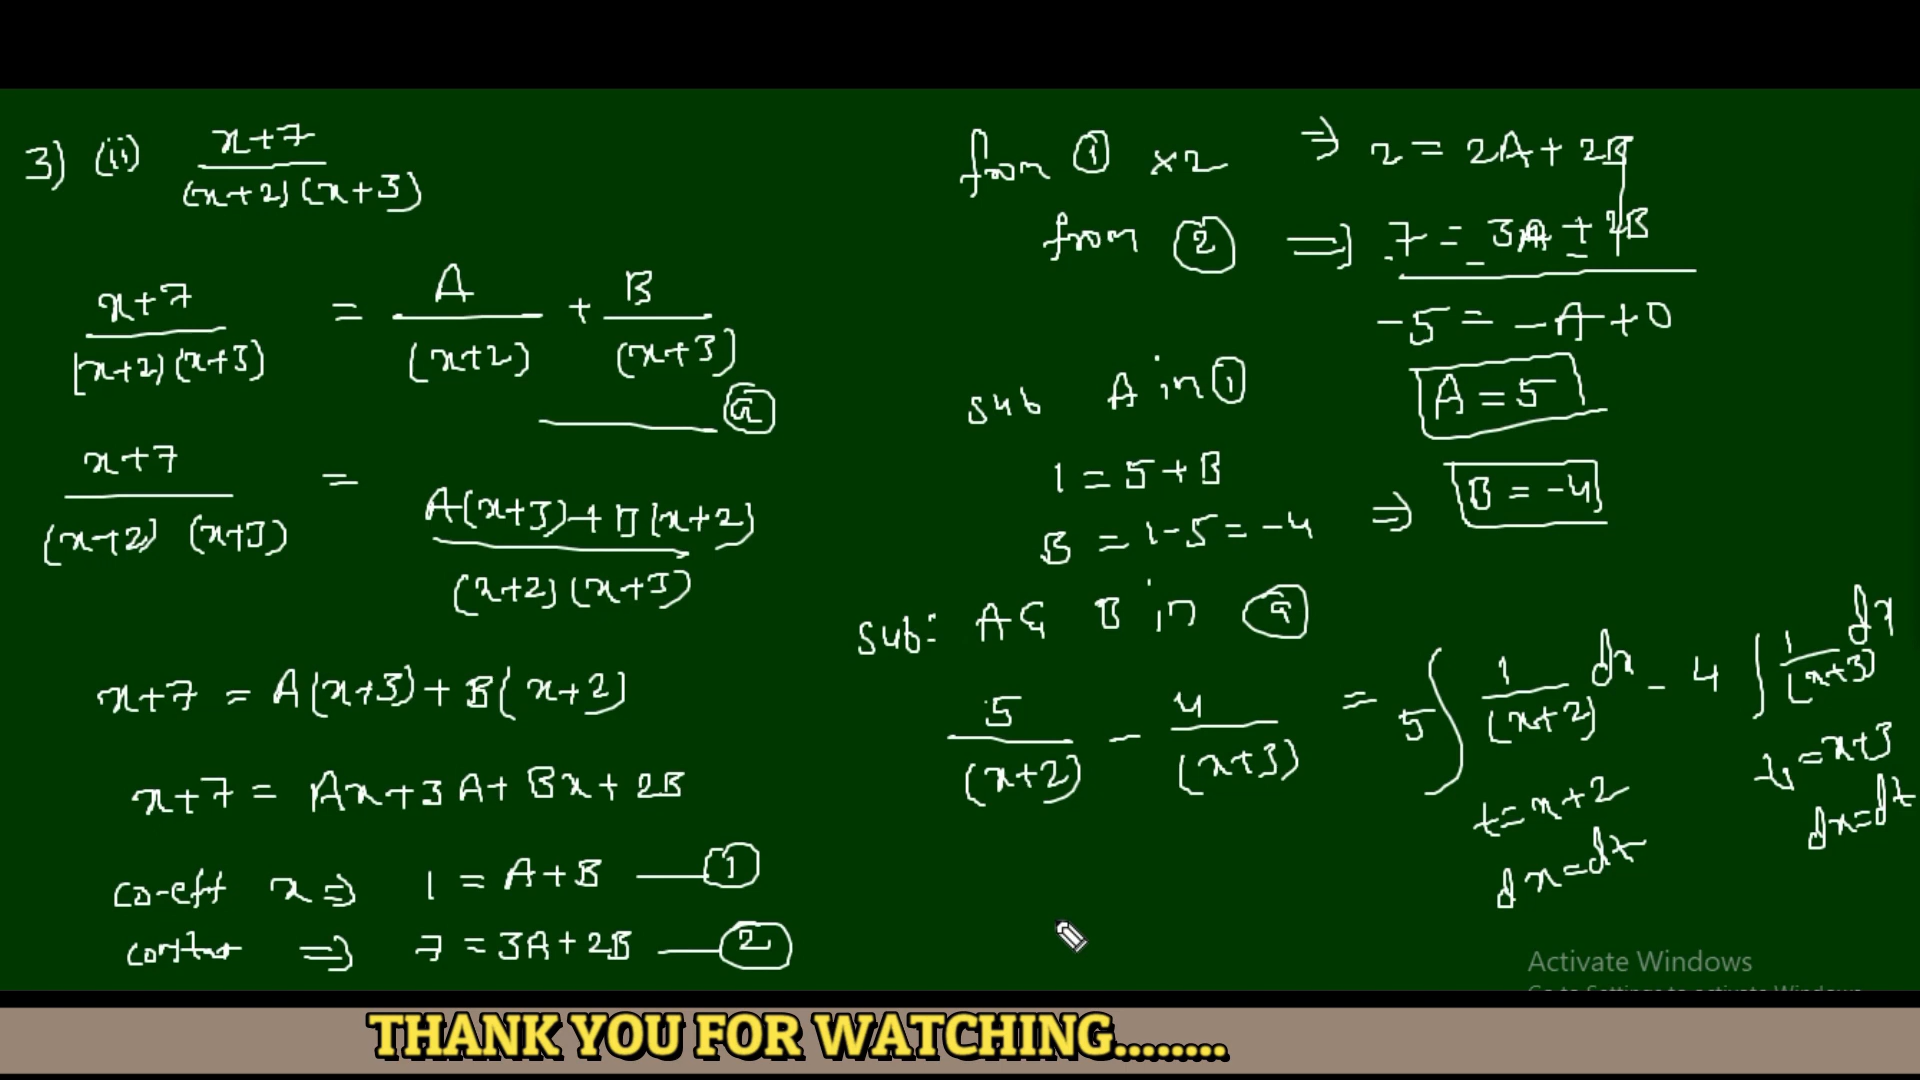 3) (ii) x+7 / (x+2)(x+3)
x+7 / (x+2)(x+3) = A / (x+2) + B / (x+3)
——— ⓐ
x+7 / (x+2) (x+3) = A(x+3)+B(x+2) / (x+2)(x+3)
x+7 = A(x+3)+B(x+2)
x+7 = Ax+3A+Bx+2B
co-eff x ⇒ 1 = A+B —— ①
⇒ 7 = 3A+2B —— ②
from ① ×2 ⇒ 2 = 2A+2B
from ② ⇒ 7 = 3A+2B
- - -
-5 = -A+0
A = 5
sub A in ①
1 = 5+B
B = 1-5 = -4 ⇒ B = -4
sub: A & B in ⓐ
5 / (x+2) - 4 / (x+3) = 5 ∫ 1 / (x+2) dx - 4 ∫ 1 / (x+3) dx
t = x+2
dx = dt
= x+3
dx = dt
Activate Windows
THANK YOU FOR WATCHING........